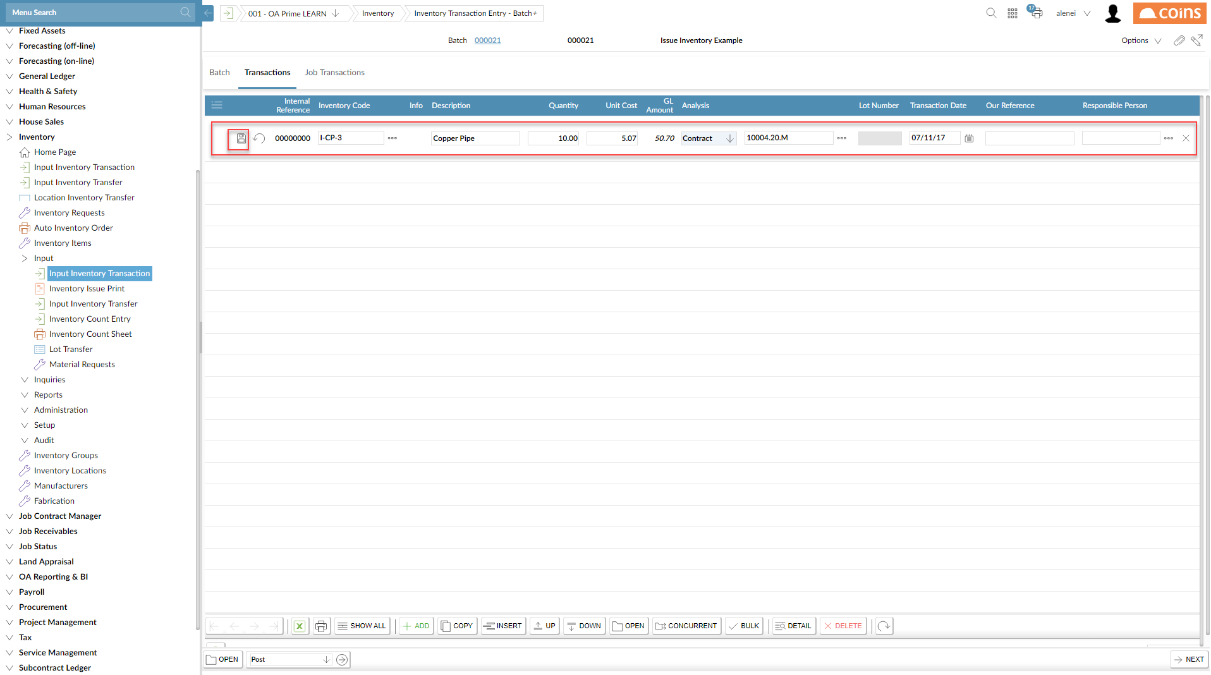 Menu Search
001 - OA Prime LEARN
Inventory
Inventory Transaction Entry - Batch
17
alenei
coins
Batch 000021 000021 Issue Inventory Example
Options
Batch Transactions Job Transactions
Internal Reference Inventory Code Info Description Quantity Unit Cost GL Amount Analysis Lot Number Transaction Date Our Reference Responsible Person
00000000 I-CP-3 Copper Pipe 10.00 5.07 50.70 Contract 10004.20.M 07/11/17
Fixed Assets
Forecasting (off-line)
Forecasting (on-line)
General Ledger
Health & Safety
Human Resources
House Sales
Inventory
Home Page
Input Inventory Transaction
Input Inventory Transfer
Location Inventory Transfer
Inventory Requests
Auto Inventory Order
Inventory Items
Input
Input Inventory Transaction
Inventory Issue Print
Input Inventory Transfer
Inventory Count Entry
Inventory Count Sheet
Lot Transfer
Material Requests
Inquiries
Reports
Administration
Setup
Audit
Inventory Groups
Inventory Locations
Manufacturers
Fabrication
Job Contract Manager
Job Receivables
Job Status
Land Appraisal
OA Reporting & BI
Payroll
Procurement
Project Management
Tax
Service Management
Subcontract Ledger
SHOW ALL ADD COPY INSERT UP DOWN OPEN CONCURRENT BULK DETAIL DELETE
OPEN Post NEXT